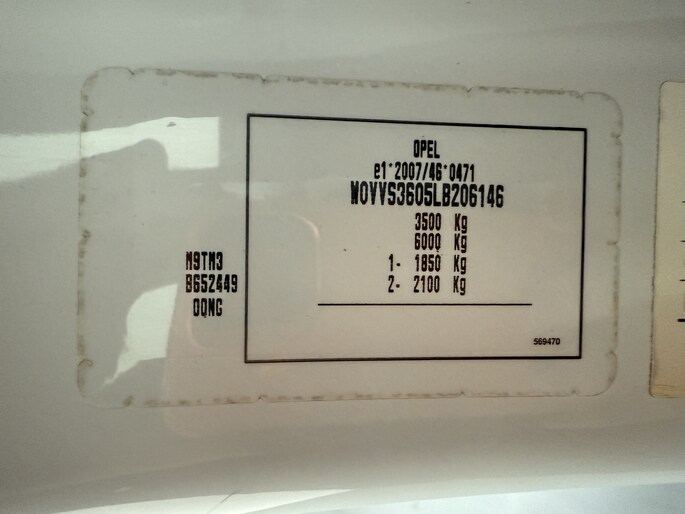 OPEL
e1*2007/46*0471
W0VVS3605LB206146
3500 Kg
6000 Kg
1- 1850 Kg
2- 2100 Kg
M9TM3
B652449
0QNG
569470